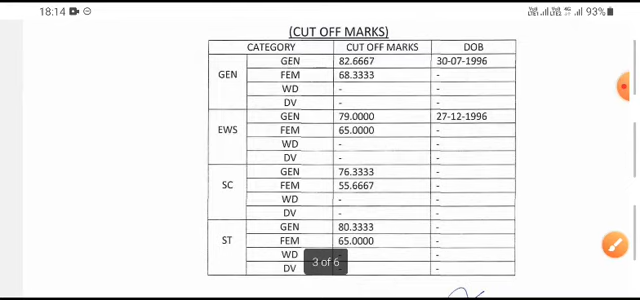 18:14 93%
(CUT OFF MARKS)
CATEGORY CUT OFF MARKS DOB
GEN GEN 82.6667 30-07-1996
FEM 68.3333 -
WD - -
DV - -
EWS GEN 79.0000 27-12-1996
FEM 65.0000 -
WD - -
DV - -
SC GEN 76.3333 -
FEM 55.6667 -
WD - -
DV - -
ST GEN 80.3333 -
FEM 65.0000 -
WD - -
DV - -
3 of 6